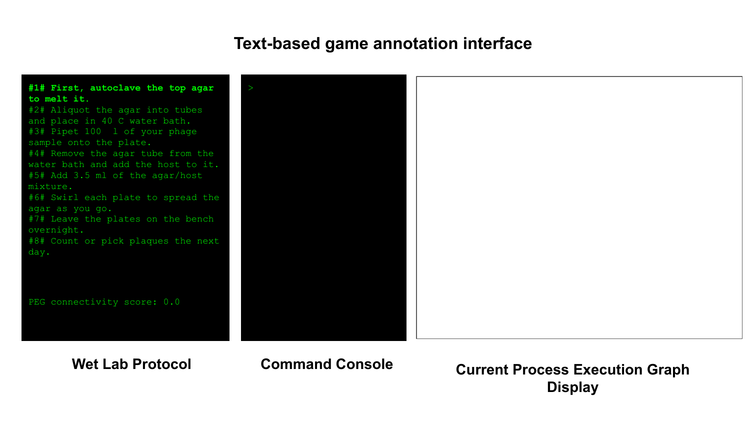 Text-based game annotation interface
#1# First, autoclave the top agar
to melt it.
#2# Aliquot the agar into tubes
and place in 40 C water bath.
#3# Pipet 100  l of your phage
sample onto the plate.
#4# Remove the agar tube from the
water bath and add the host to it.
#5# Add 3.5 ml of the agar/host
mixture.
#6# Swirl each plate to spread the
agar as you go.
#7# Leave the plates on the bench
overnight.
#8# Count or pick plaques the next
day.
PEG connectivity score: 0.0
>
Wet Lab Protocol
Command Console
Current Process Execution Graph
Display